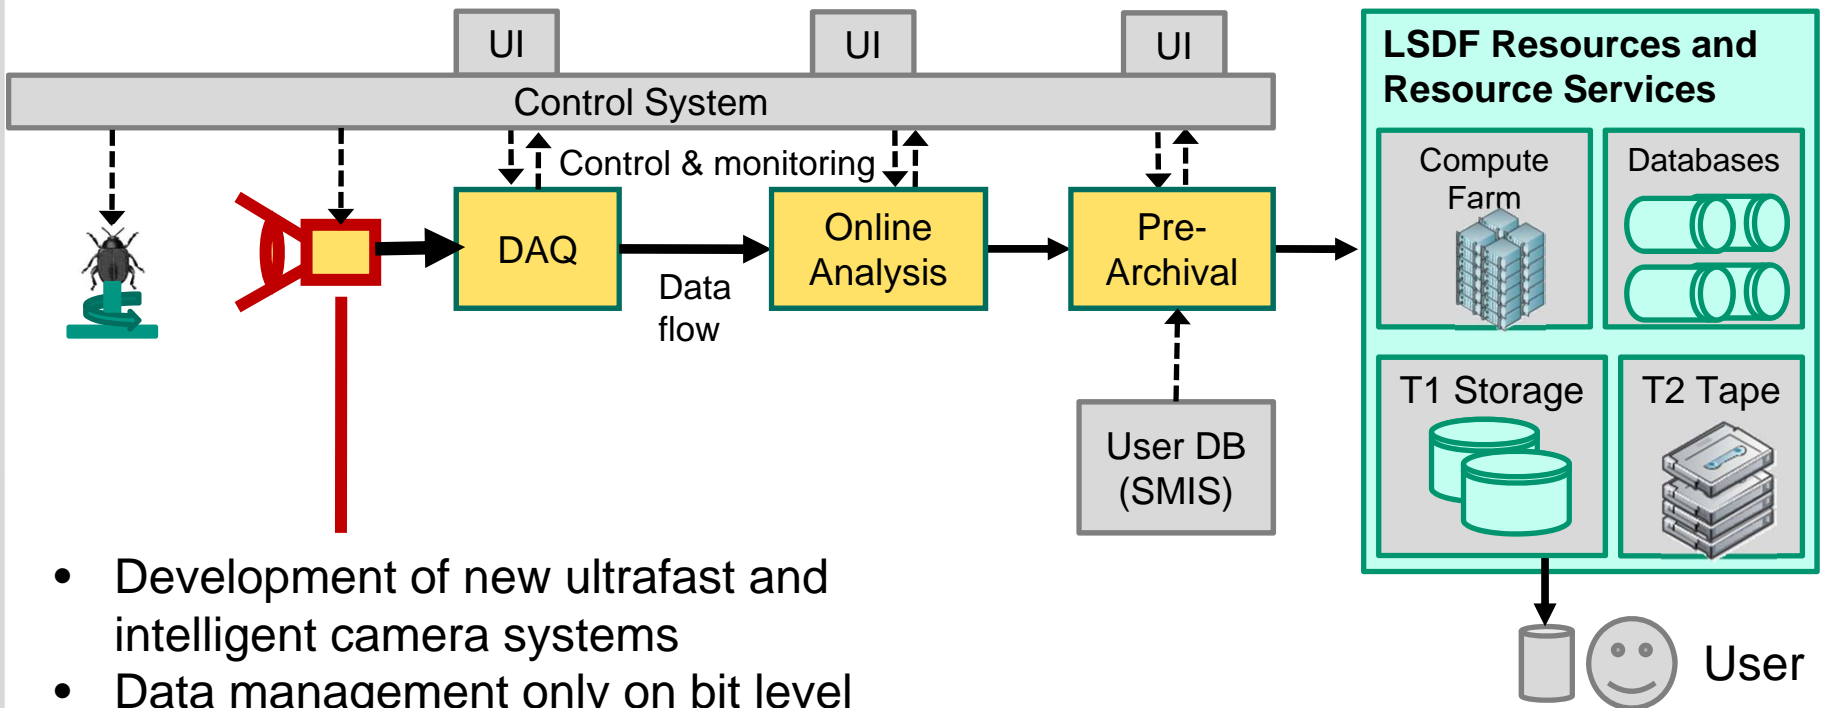 UI
UI
UI
Control System
Control & monitoring
DAQ
Data
flow
Online
Analysis
Pre-
Archival
User DB
(SMIS)
LSDF Resources and
Resource Services
Compute
Farm
Databases
T1 Storage
T2 Tape
User
• Development of new ultrafast and
intelligent camera systems
• Data management only on bit level